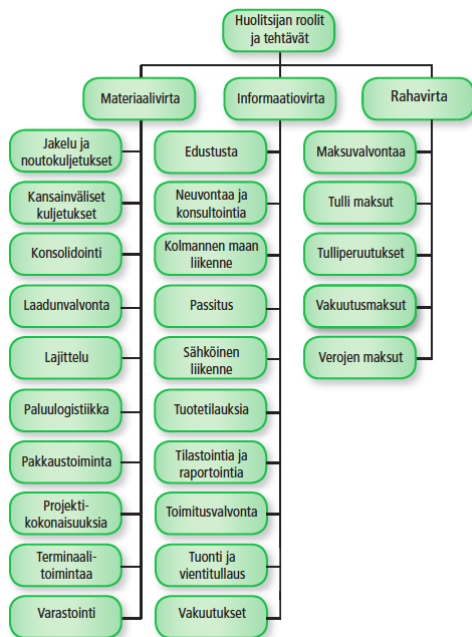 Huolitsijan roolit
ja tehtävät
Materiaalivirta
Informaatiovirta
Rahavirta
Jakelu ja
noutokuljetukset
Kansainväliset
kuljetukset
Konsolidointi
Laadunvalvonta
Lajittelu
Paluulogistiikka
Pakkaustoiminta
Projekti-
kokonaisuuksia
Terminaali-
toimintaa
Varastointi
Edustusta
Neuvontaa ja
konsultointia
Kolmannen maan
liikenne
Passitus
Sähköinen
liikenne
Tuotetilauksia
Tilastointia ja
raportointia
Toimitusvalvonta
Tuonti ja
vientitullaus
Vakuutukset
Maksuvalvontaa
Tulli maksut
Tulliperuutukset
Vakuutusmaksut
Verojen maksut